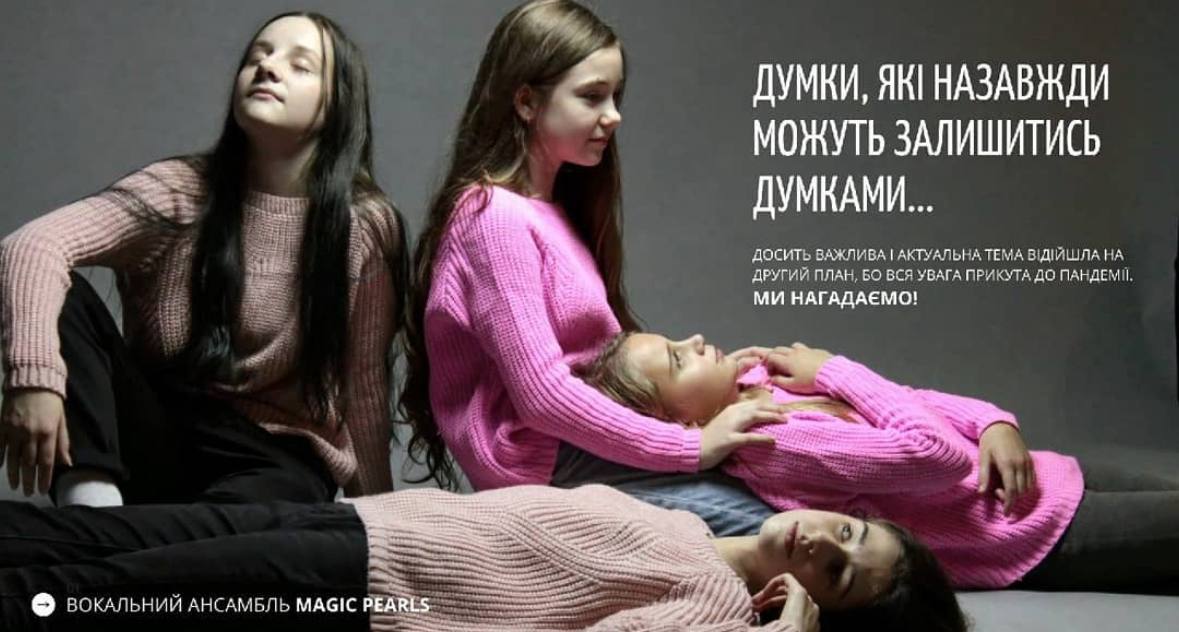 ДУМКИ, ЯКІ НАЗАВЖДИ
МОЖУТЬ ЗАЛИШИТИСЬ
ДУМКАМИ...
ДОСИТЬ ВАЖЛИВА І АКТУАЛЬНА ТЕМА ВІДІЙШЛА НА
ДРУГИЙ ПЛАН, БО ВСЯ УВАГА ПРИКУТА ДО ПАНДЕМІЇ.
МИ НАГАДАЄМО!
ВОКАЛЬНИЙ АНСАМБЛЬ MAGIC PEARLS